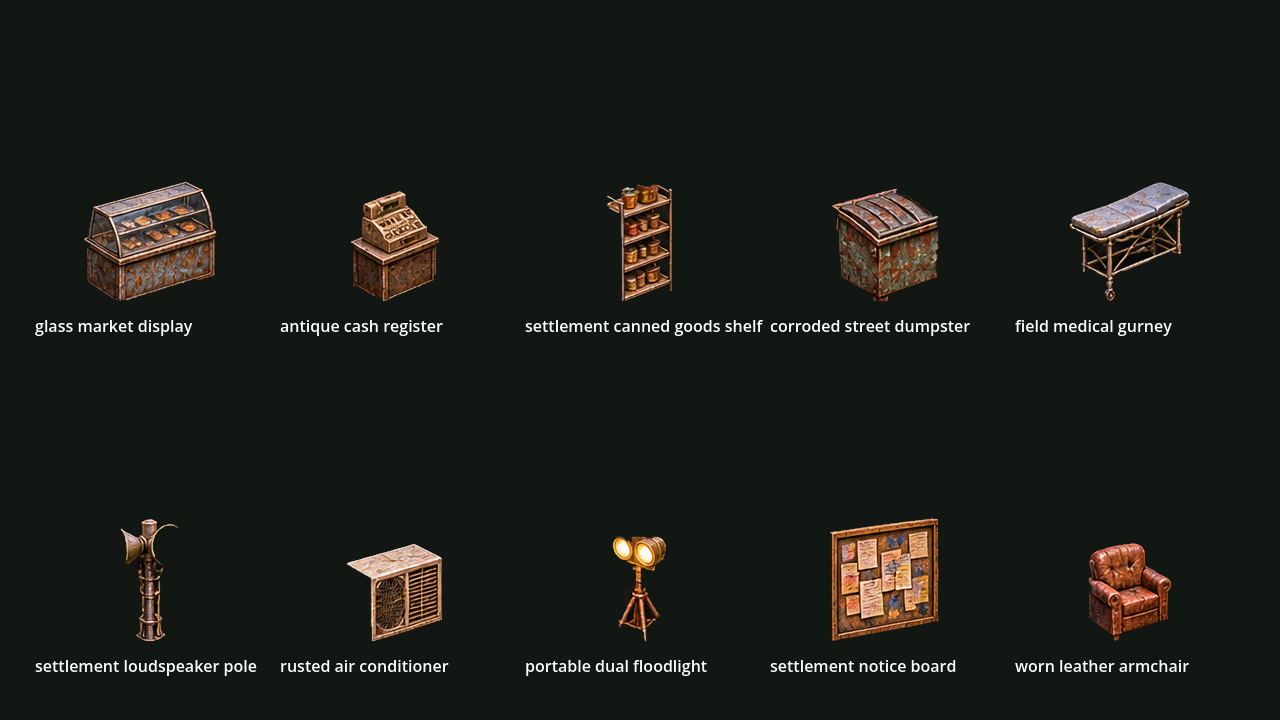 glass market display
antique cash register
settlement canned goods shelf
corroded street dumpster
field medical gurney
settlement loudspeaker pole
rusted air conditioner
portable dual floodlight
settlement notice board
worn leather armchair